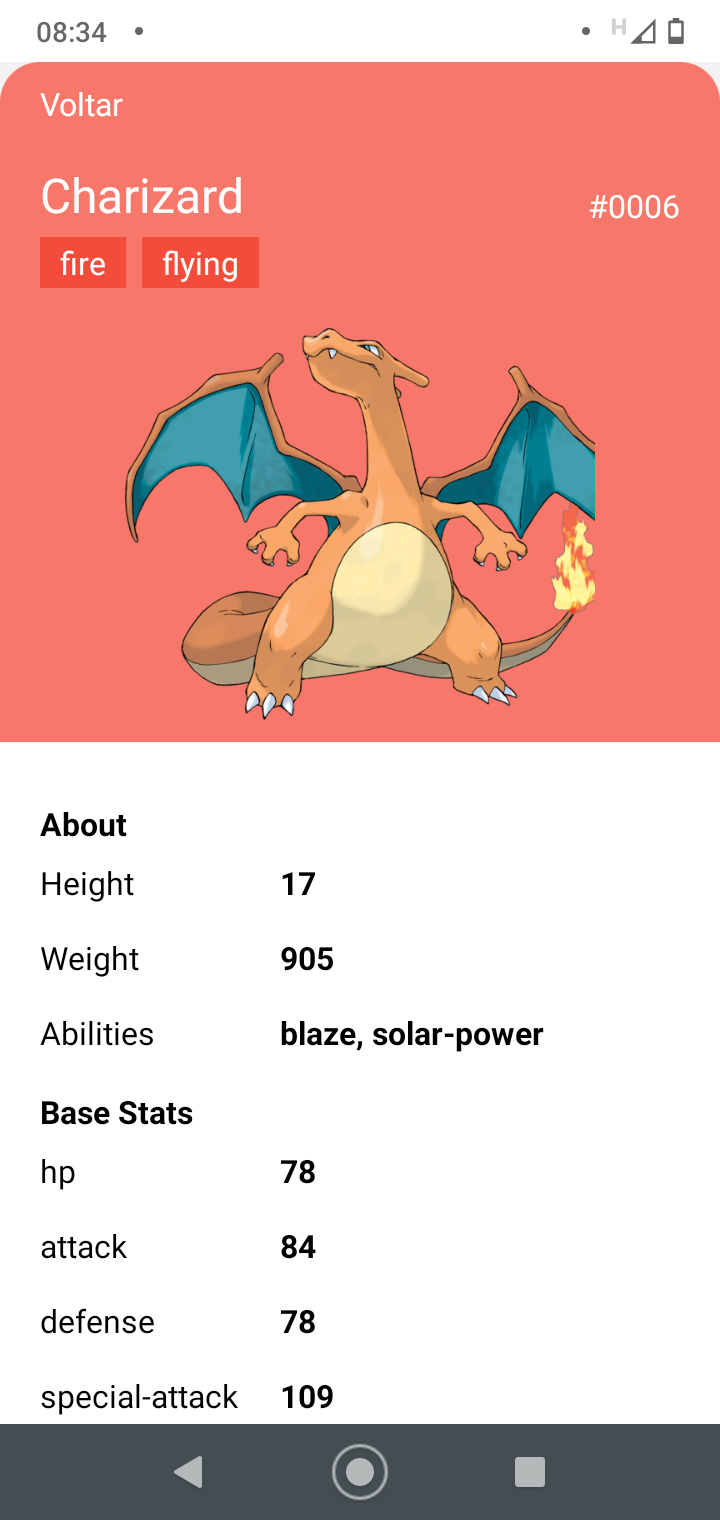 08:34
H
Voltar
Charizard
#0006
fire flying
About
Height 17
Weight 905
Abilities blaze, solar-power
Base Stats
hp 78
attack 84
defense 78
special-attack 109